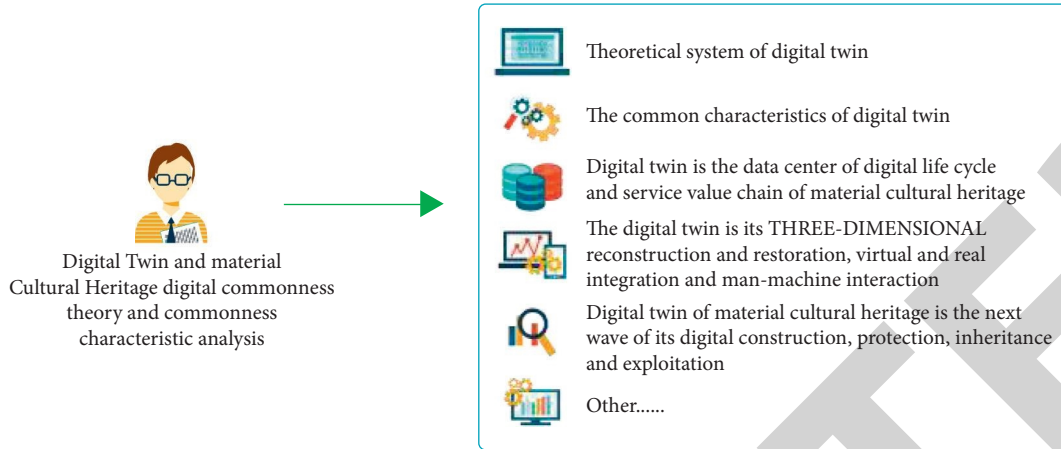 Theoretical system of digital twin
The common characteristics of digital twin
Digital twin is the data center of digital life cycle
and service value chain of material cultural heritage
The digital twin is its THREE-DIMENSIONAL
reconstruction and restoration, virtual and real
integration and man-machine interaction
Digital twin of material cultural heritage is the next
wave of its digital construction, protection, inheritance
and exploitation
Other......
Digital Twin and material
Cultural Heritage digital commonness
theory and commonness
characteristic analysis